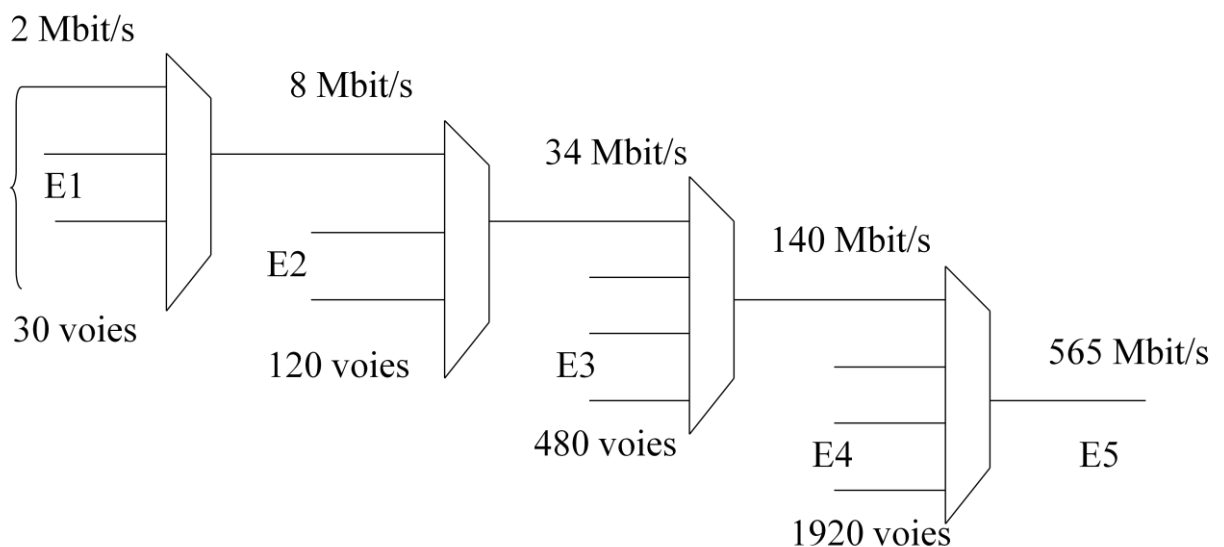 2 Mbit/s
8 Mbit/s
34 Mbit/s
E1
140 Mbit/s
E2
30 voies
120 voies
E3
565 Mbit/s
480 voies
E4
E5
1920 voies